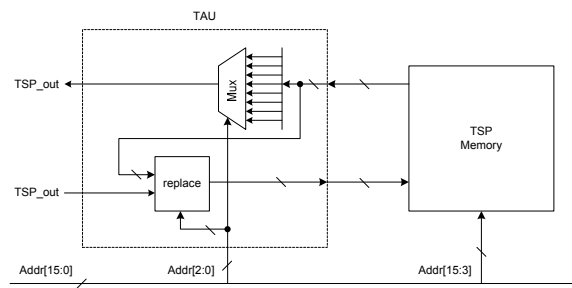 TAU
TSP_out
Mux
TSP
Memory
replace
TSP_out
Addr[15:0]
Addr[2:0]
Addr[15:3]